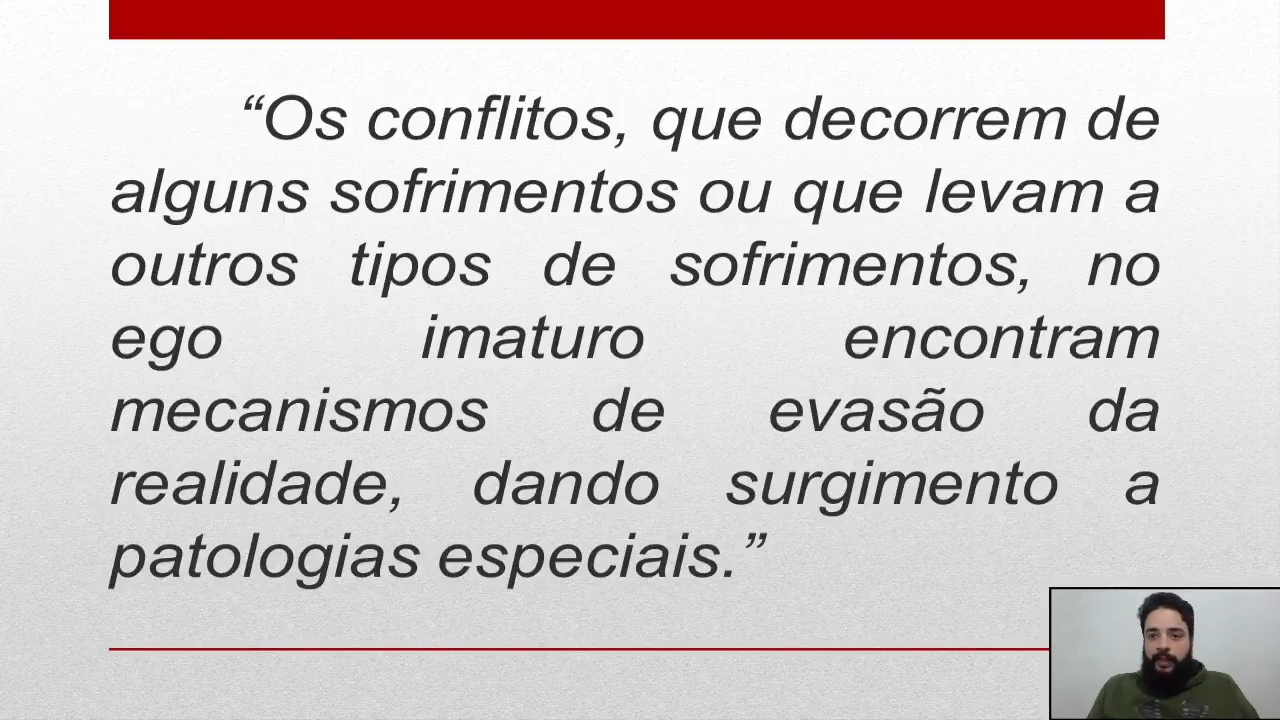 “Os conflitos, que decorrem de
alguns sofrimentos ou que levam a
outros tipos de sofrimentos, no
ego imaturo encontram
mecanismos de evasão da
realidade, dando surgimento a
patologias especiais.”